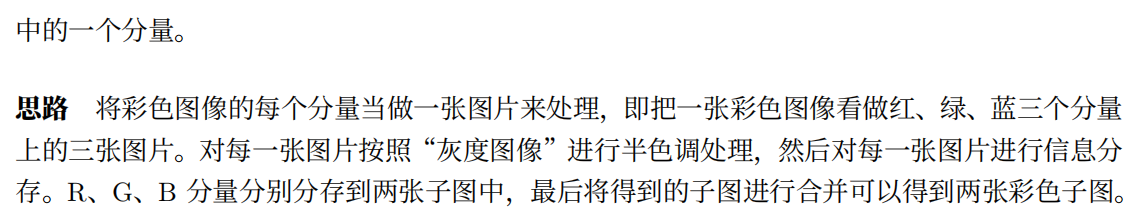 中的一个分量。
思路 将彩色图像的每个分量当做一张图片来处理，即把一张彩色图像看做红、绿、蓝三个分量
上的三张图片。对每一张图片按照“灰度图像”进行半色调处理，然后对每一张图片进行信息分
存。R、G、B 分量分别分存到两张子图中，最后将得到的子图进行合并可以得到两张彩色子图。